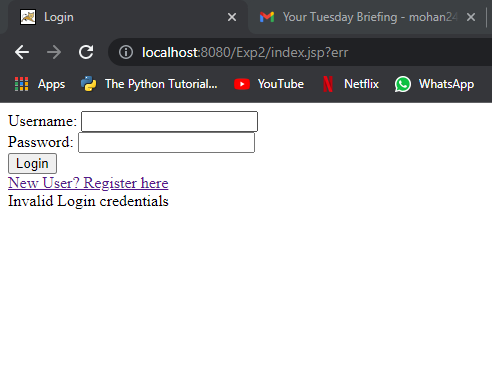 Login
Your Tuesday Briefing - mohan24
localhost:8080/Exp2/index.jsp?err
Apps The Python Tutorial... YouTube Netflix WhatsApp
Username:
Password:
Login
New User? Register here
Invalid Login credentials